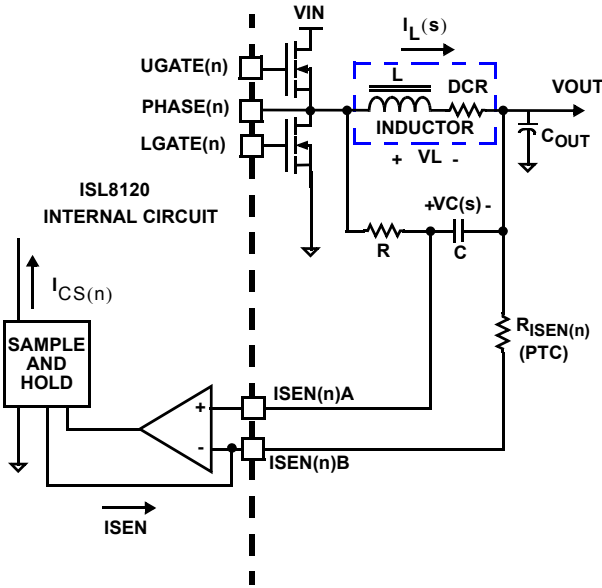 VIN
I_L(s)
UGATE(n)
L
DCR
VOUT
PHASE(n)
INDUCTOR
C_OUT
LGATE(n)
+ VL -
ISL8120
INTERNAL CIRCUIT
+VC(s) -
R
C
I_CS(n)
R_ISEN(n)
(PTC)
SAMPLE
AND
HOLD
+
ISEN(n)A
-
ISEN(n)B
ISEN